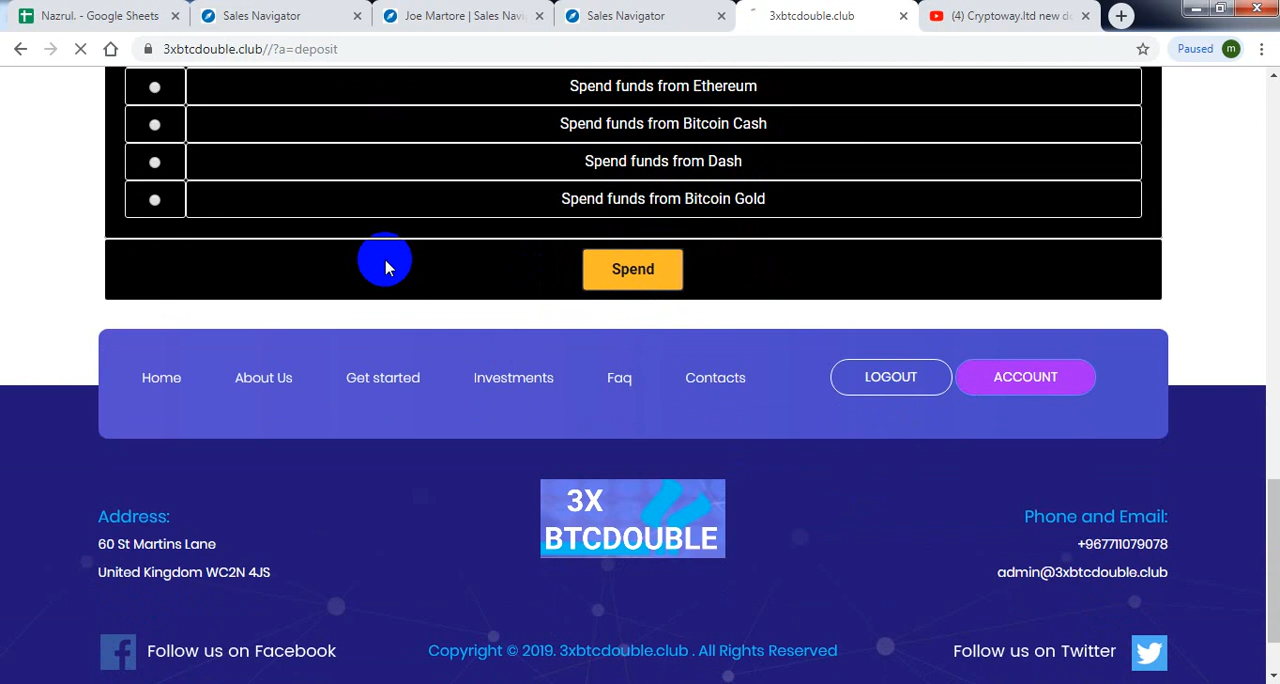 Nazrul. - Google Sheets
Sales Navigator
Joe Martore | Sales Navi
Sales Navigator
3xbtcdouble.club
(4) Cryptoway.ltd new do
3xbtcdouble.club//?a=deposit
Paused
m
Spend funds from Ethereum
Spend funds from Bitcoin Cash
Spend funds from Dash
Spend funds from Bitcoin Gold
Spend
Home
About Us
Get started
Investments
Faq
Contacts
LOGOUT
ACCOUNT
3X
BTCDOUBLE
Address:
60 St Martins Lane
United Kingdom WC2N 4JS
Phone and Email:
+967711079078
admin@3xbtcdouble.club
Follow us on Facebook
Copyright © 2019. 3xbtcdouble.club . All Rights Reserved
Follow us on Twitter